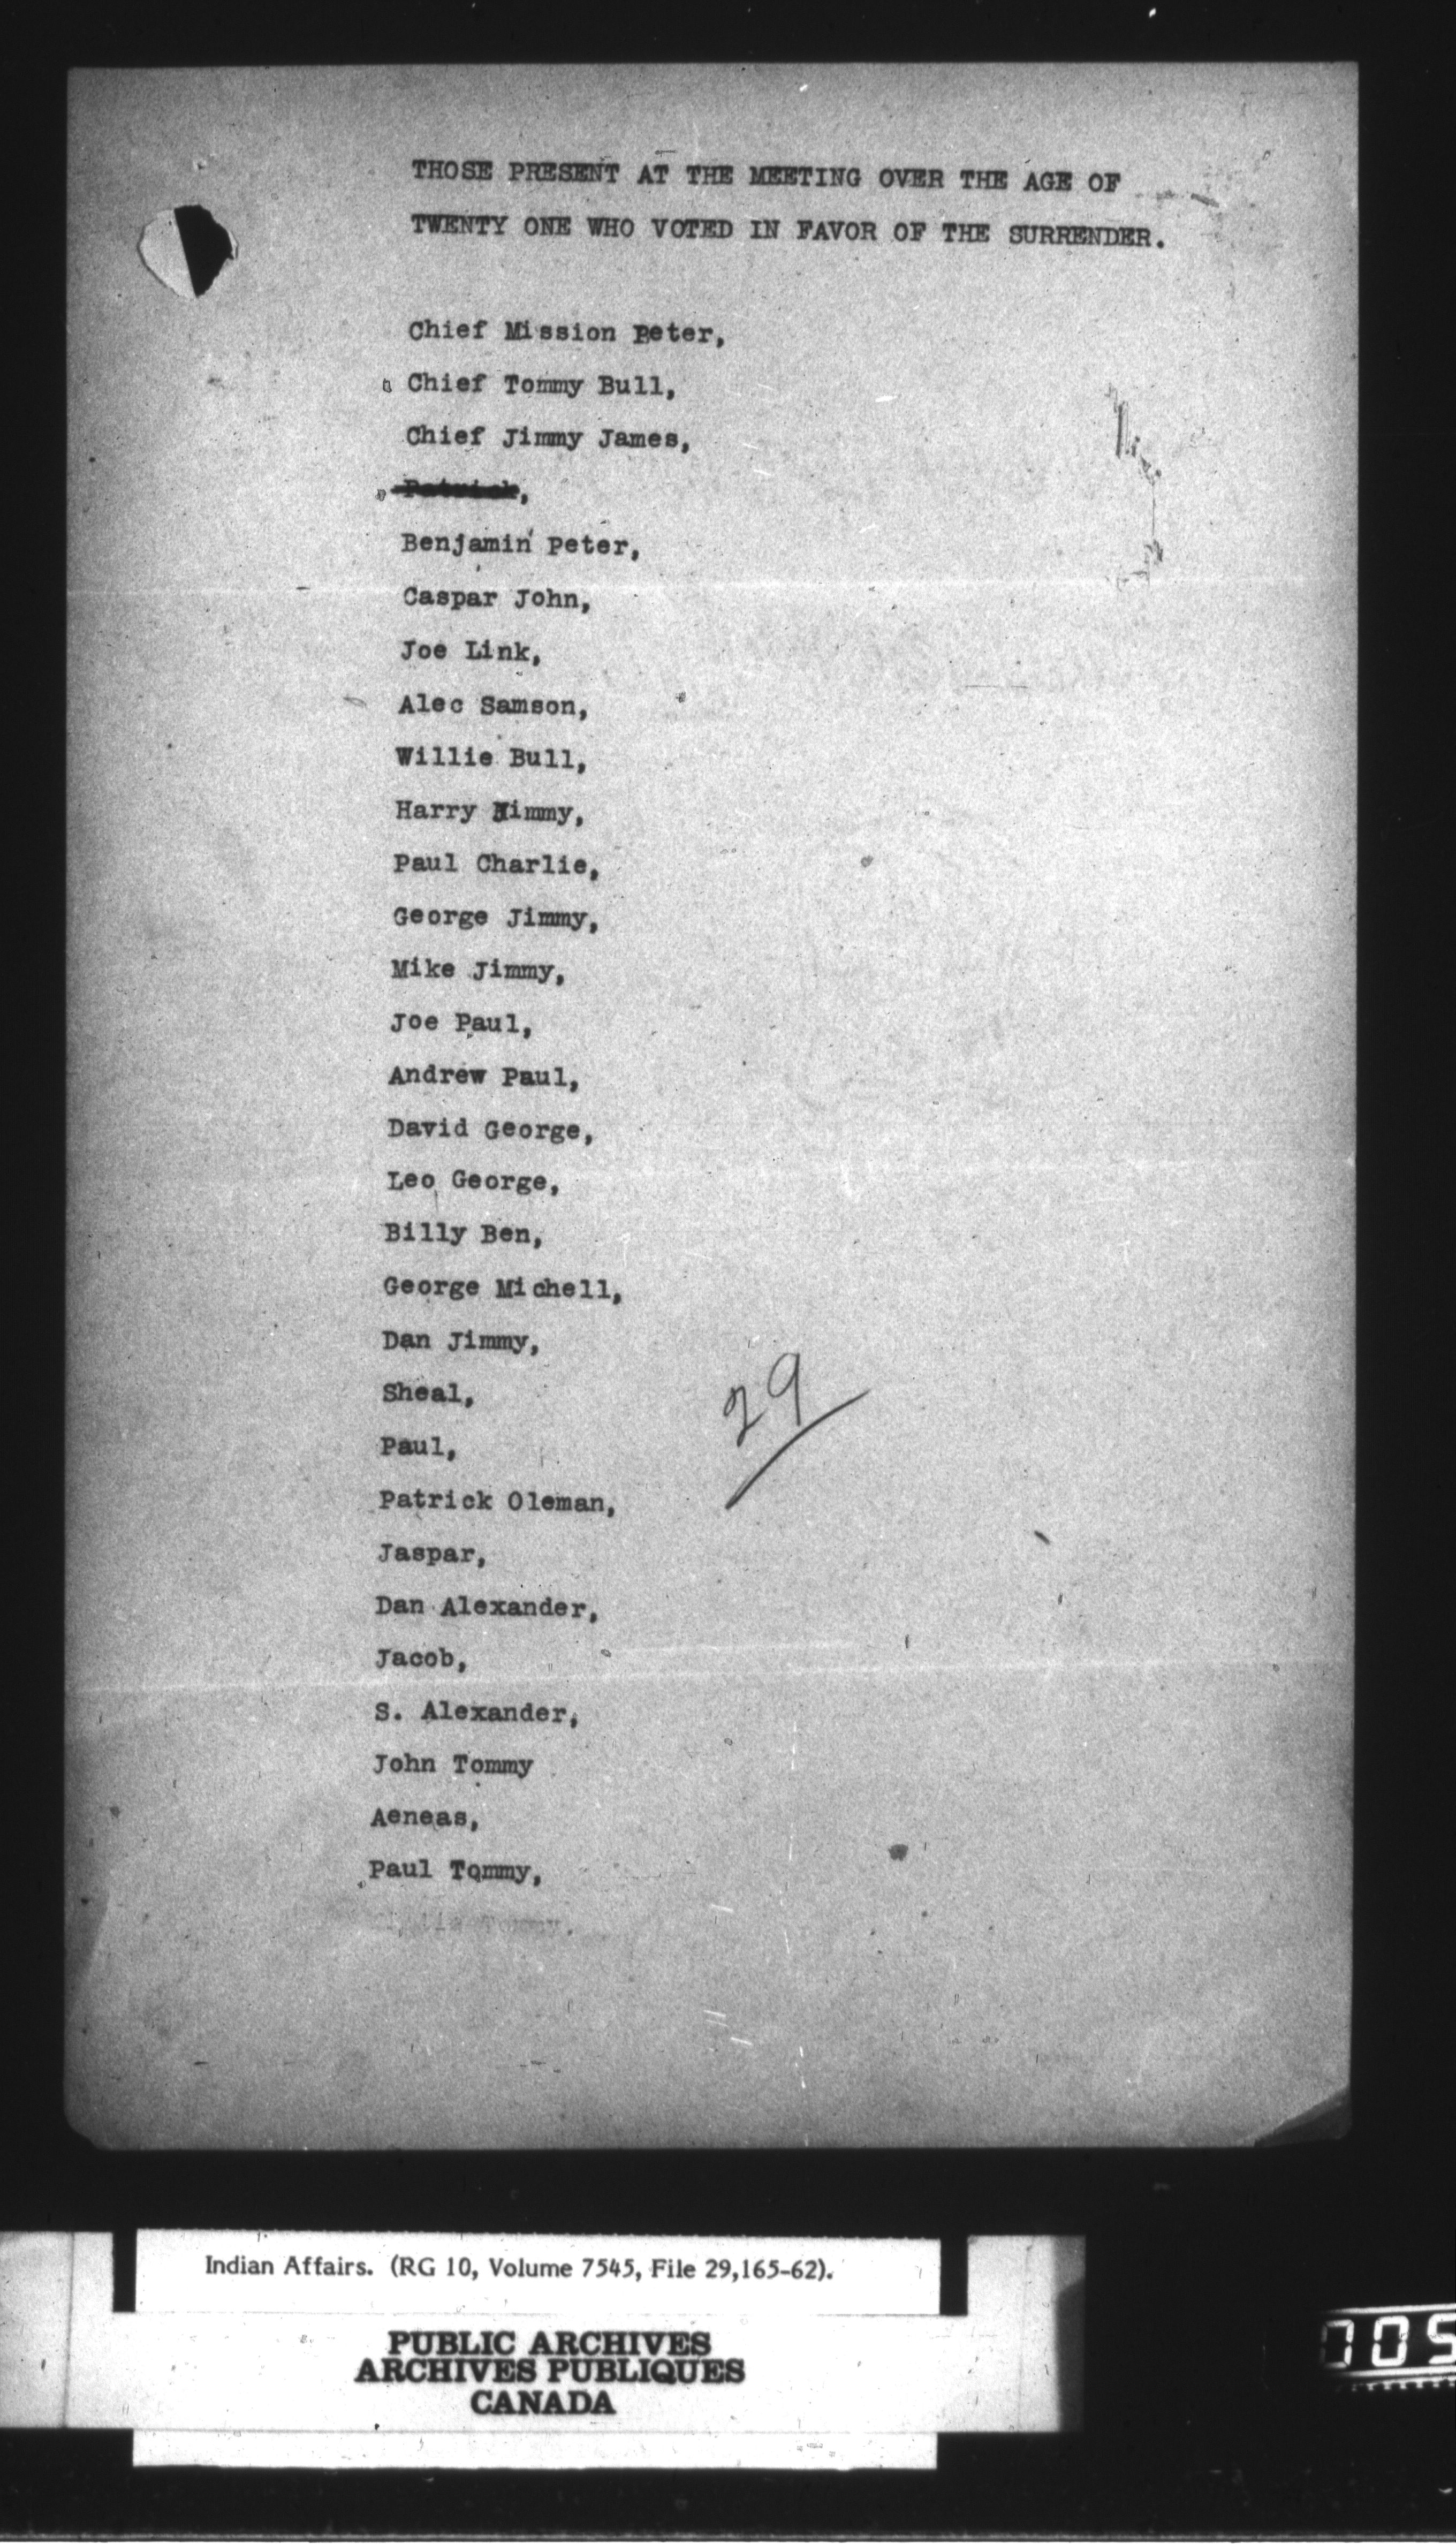 THOSE PRESENT AT THE MEETING OVER THE AGE OF
TWENTY ONE WHO VOTED IN FAVOR OF THE SURRENDER.
Chief Mission Peter,
Chief Tommy Bull,
Chief Jimmy James,
Patrick,
Benjamin Peter,
Caspar John,
Joe Link,
Alec Samson,
Willie Bull,
Harry Jimmy,
Paul Charlie,
George Jimmy,
Mike Jimmy,
Joe Paul,
Andrew Paul,
David George,
Leo George,
Billy Ben,
George Michell,
Dan Jimmy,
Sheal,
29
Paul,
Patrick Oleman,
Jaspar,
Dan Alexander,
Jacob,
S. Alexander,
John Tommy
Aeneas,
Paul Tommy,
Tommy.
Indian Affairs. (RG 10, Volume 7545, File 29,165-62).
PUBLIC ARCHIVES
ARCHIVES PUBLIQUES
CANADA
005